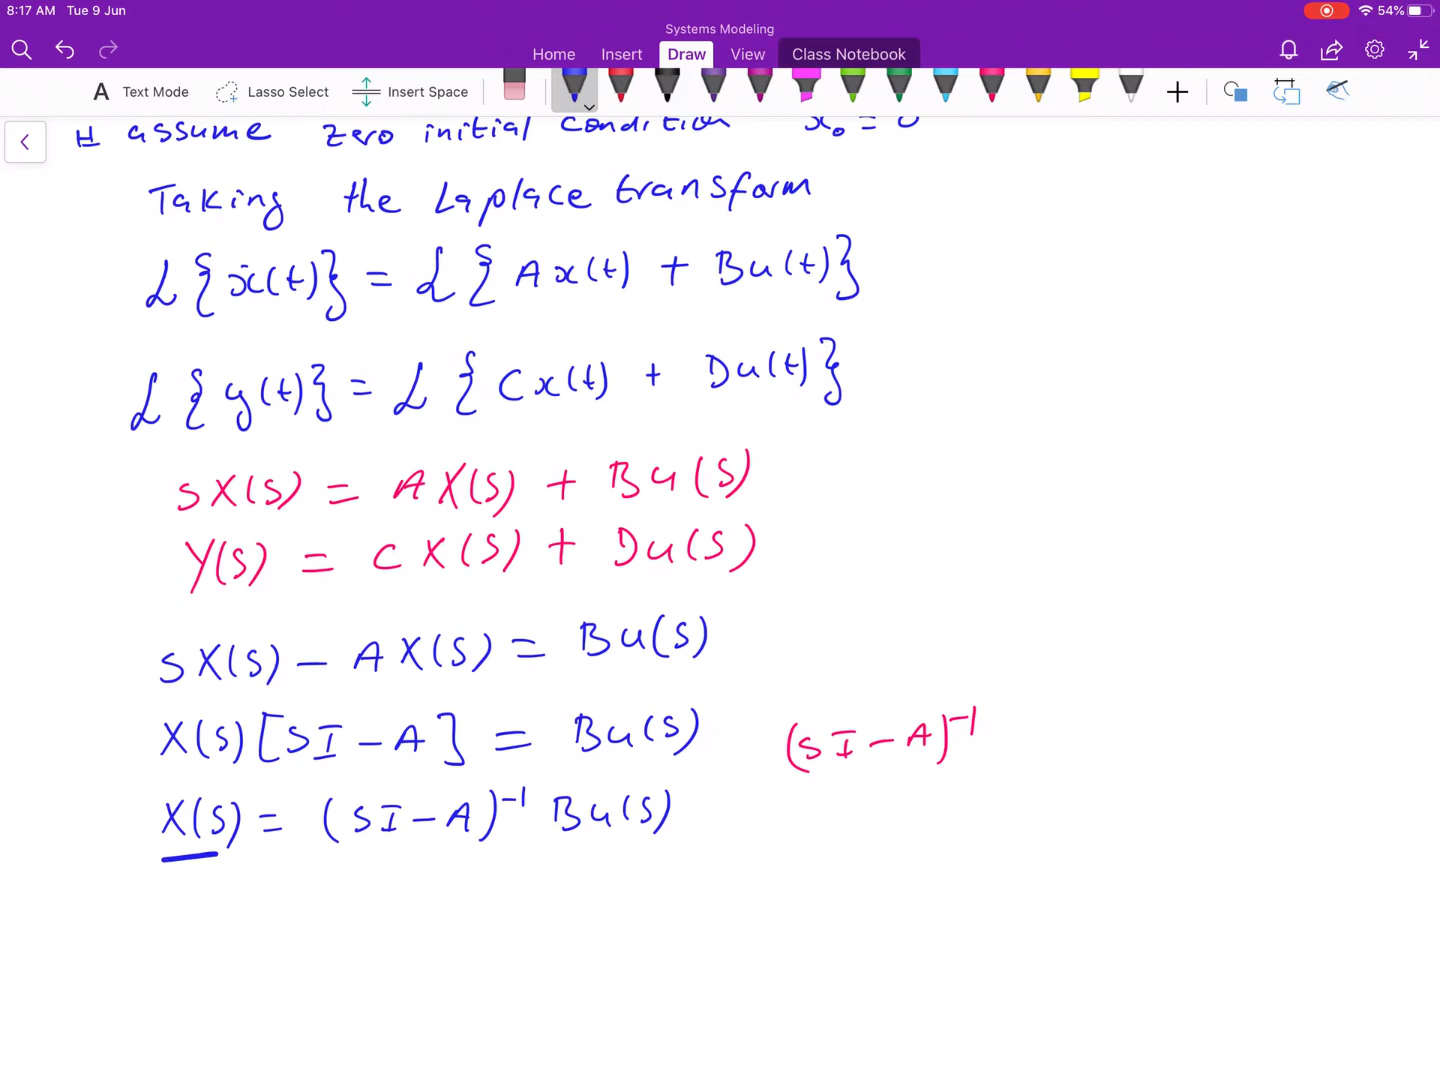 8:17 AM Tue 9 Jun
54%
Systems Modeling
Home Insert Draw View Class Notebook
Text Mode Lasso Select Insert Space
assume zero initial condition x₀ = 0
Taking the Laplace transform
ℒ{ẋ(t)} = ℒ{Ax(t) + Bu(t)}
ℒ{y(t)} = ℒ{Cx(t) + Du(t)}
sX(s) = AX(s) + Bu(s)
Y(s) = CX(s) + Du(s)
sX(s) – AX(s) = Bu(s)
X(s)[SI – A] = Bu(s) (SI – A)⁻¹
X(s) = (SI – A)⁻¹ Bu(s)